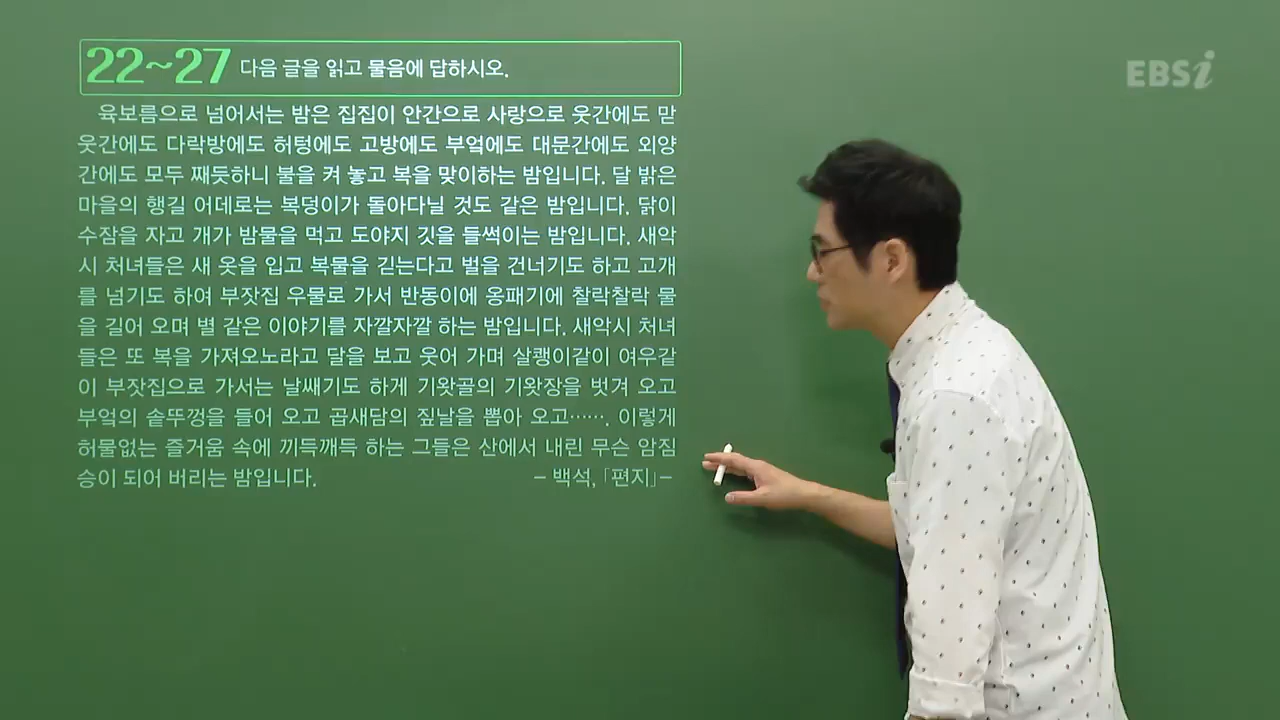 22~27 다음 글을 읽고 물음에 답하시오.
EBSi
육보름으로 넘어서는 밤은 집집이 안간으로 사랑으로 웃간에도 맏
웃간에도 다락방에도 허텅에도 고방에도 부엌에도 대문간에도 외양
간에도 모두 째듯하니 불을 켜 놓고 복을 맞이하는 밤입니다. 달 밝은
마을의 행길 어데로는 복덩이가 돌아다닐 것도 같은 밤입니다. 닭이
수잠을 자고 개가 밤물을 먹고 도야지 깃을 들썩이는 밤입니다. 새악
시 처녀들은 새 옷을 입고 복물을 긷는다고 벌을 건너기도 하고 고개
를 넘기도 하여 부잣집 우물로 가서 반동이에 옹패기에 찰락찰락 물
을 길어 오며 별 같은 이야기를 자깔자깔 하는 밤입니다. 새악시 처녀
들은 또 복을 가져오노라고 달을 보고 웃어 가며 살쾡이같이 여우같
이 부잣집으로 가서는 날쌔기도 하게 기왓골의 기왓장을 벗겨 오고
부엌의 솥뚜껑을 들어 오고 곱새담의 짚날을 뽑아 오고……. 이렇게
허물없는 즐거움 속에 끼득깨득 하는 그들은 산에서 내린 무슨 암짐
승이 되어 버리는 밤입니다. - 백석, 「편지」-